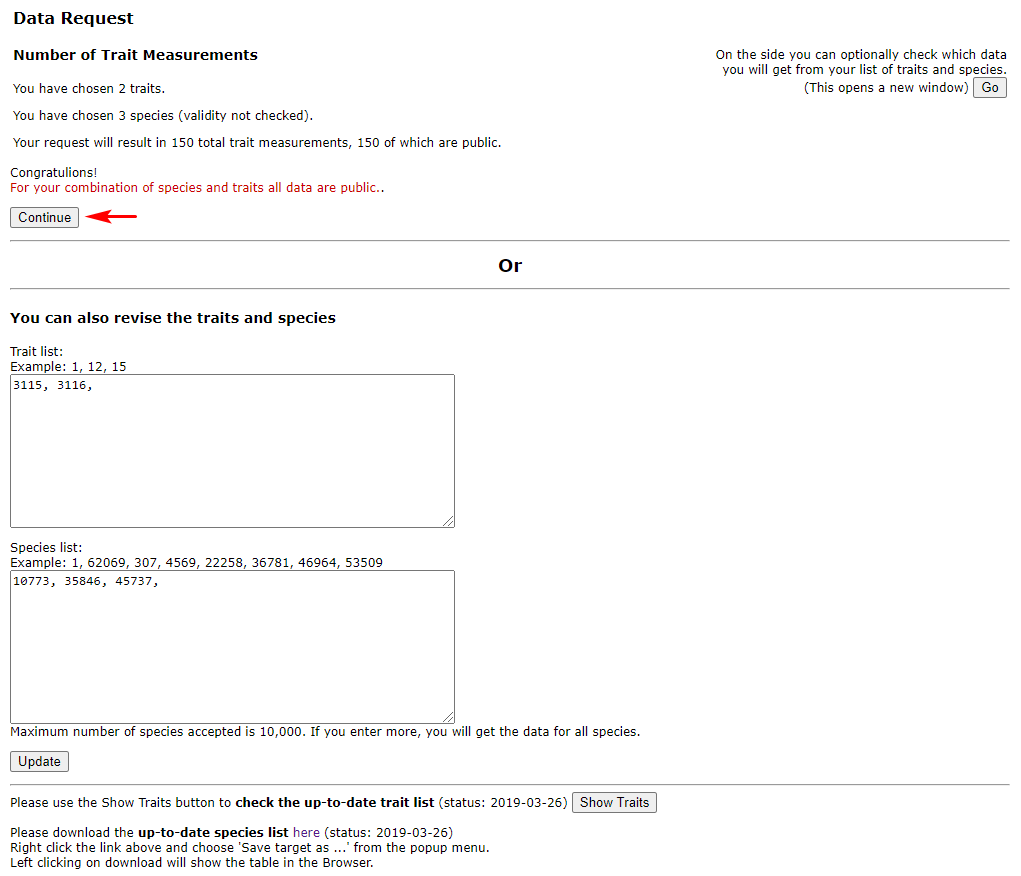 Data Request
Number of Trait Measurements
On the side you can optionally check which data
you will get from your list of traits and species.
(This opens a new window) Go
You have chosen 2 traits.
You have chosen 3 species (validity not checked).
Your request will result in 150 total trait measurements, 150 of which are public.
Congratulions!
For your combination of species and traits all data are public..
Continue
Or
You can also revise the traits and species
Trait list:
Example: 1, 12, 15
3115, 3116,
Species list:
Example: 1, 62069, 307, 4569, 22258, 36781, 46964, 53509
10773, 35846, 45737,
Maximum number of species accepted is 10,000. If you enter more, you will get the data for all species.
Update
Please use the Show Traits button to check the up-to-date trait list (status: 2019-03-26) Show Traits
Please download the up-to-date species list here (status: 2019-03-26)
Right click the link above and choose 'Save target as ...' from the popup menu.
Left clicking on download will show the table in the Browser.